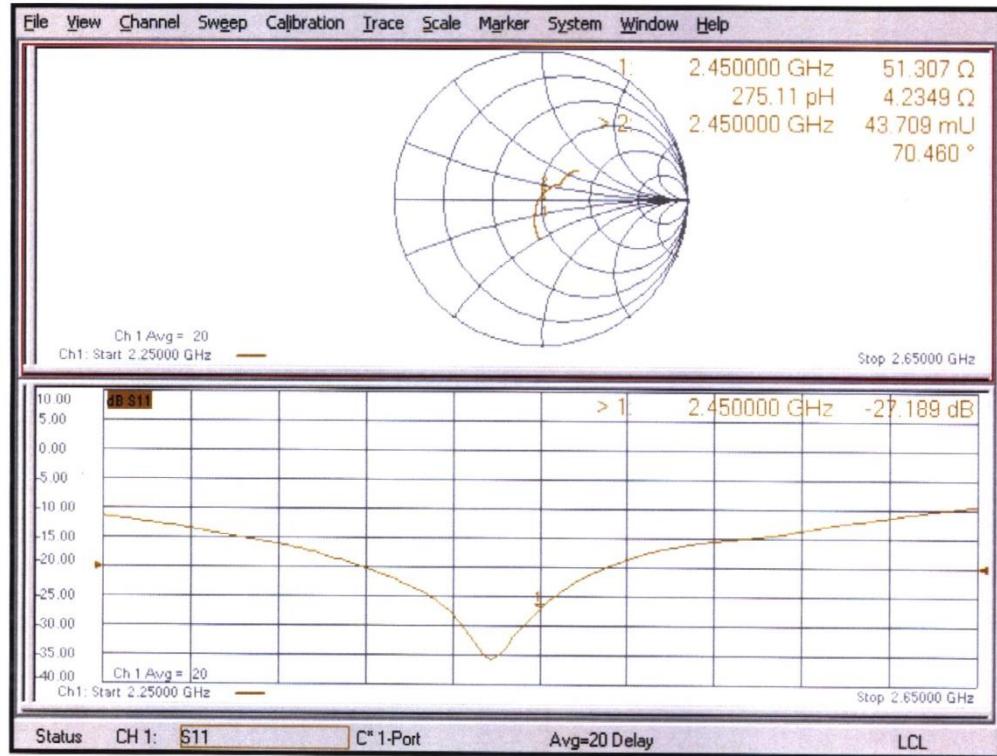 File View Channel Sweep Calibration Trace Scale Marker System Window Help
1: 2.450000 GHz 51.307 Ω
275.11 pH 4.2349 Ω
> 2: 2.450000 GHz 43.709 mU
70.460 °
Ch 1 Avg = 20
Ch1: Start 2.25000 GHz Stop 2.65000 GHz
10.00 dB S11 > 1: 2.450000 GHz -27.189 dB
5.00
0.00
-5.00
-10.00
-15.00
-20.00
-25.00
1
-30.00
-35.00
-40.00 Ch 1 Avg = 20
Ch1: Start 2.25000 GHz Stop 2.65000 GHz
Status CH 1: S11 C* 1-Port Avg=20 Delay LCL